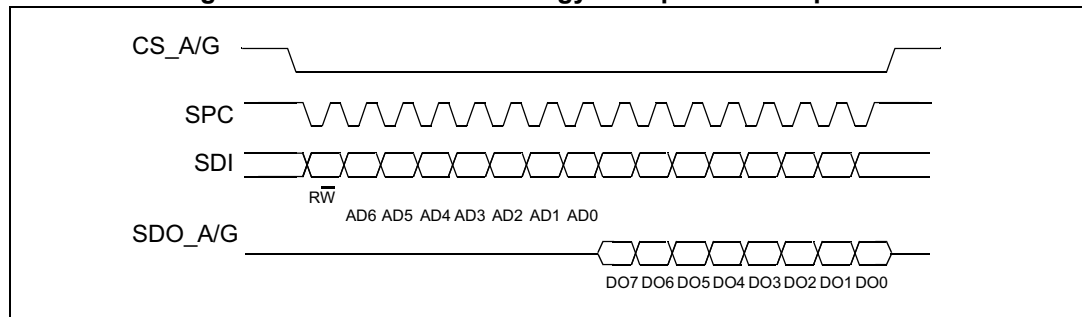 CS_A/G
SPC
SDI
RW̅
AD6 AD5 AD4 AD3 AD2 AD1 AD0
SDO_A/G
DO7 DO6 DO5 DO4 DO3 DO2 DO1 DO0